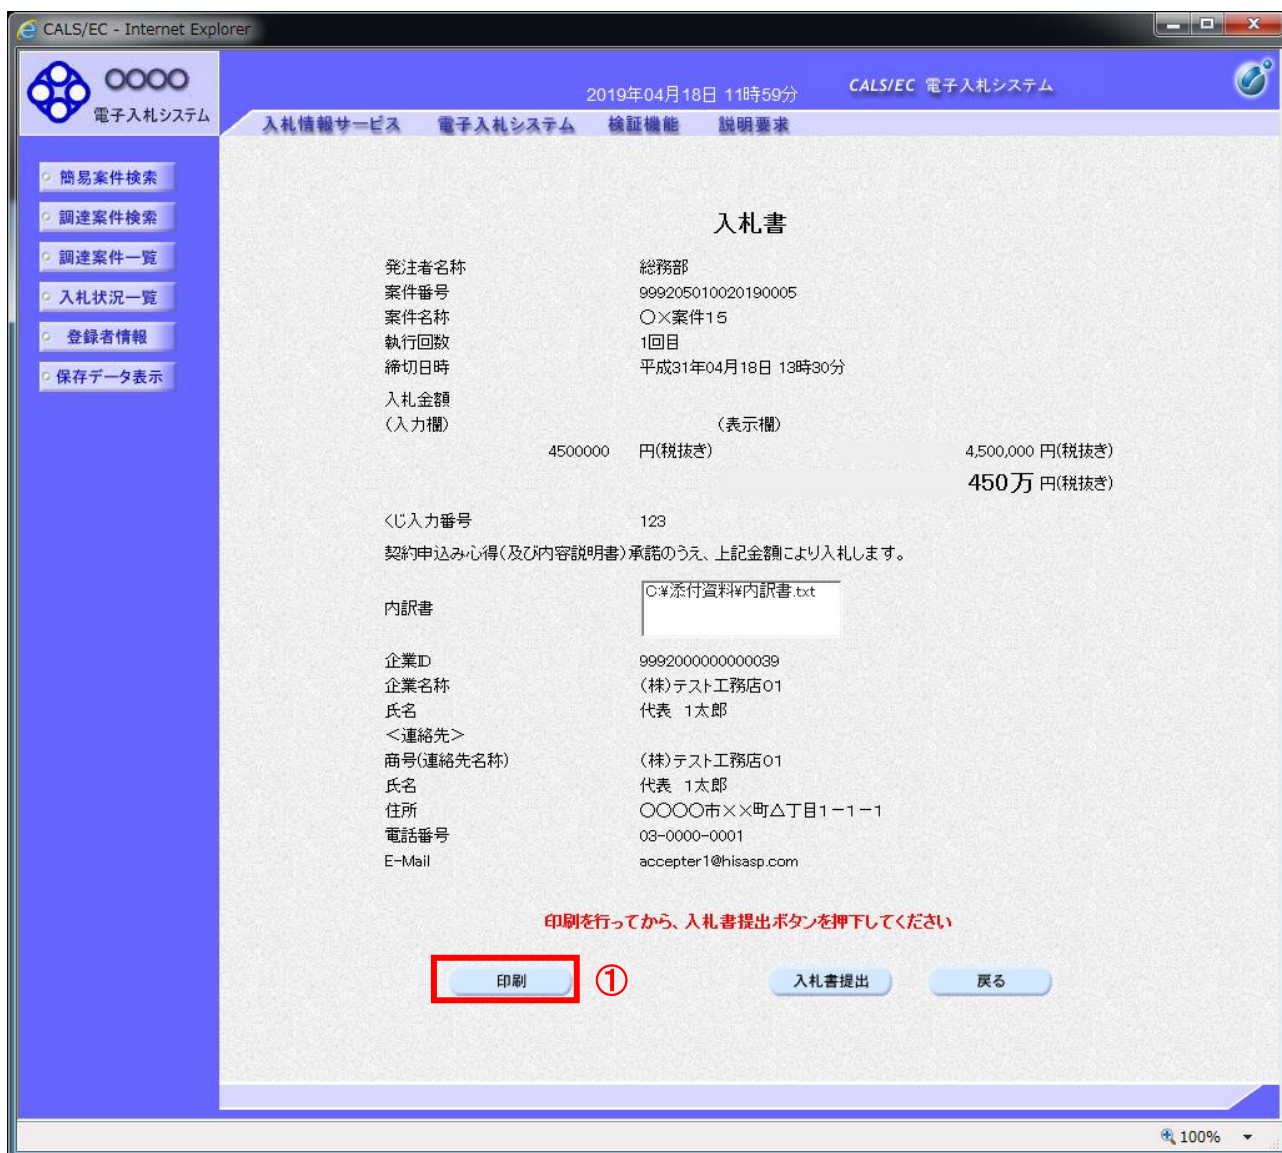 CALS/EC - Internet Explorer
○○○○
電子入札システム
2019年04月18日 11時59分
CALS/EC 電子入札システム
入札情報サービス 電子入札システム 検証機能 説明要求
簡易案件検索
調達案件検索
調達案件一覧
入札状況一覧
登録者情報
保存データ表示
入札書
発注者名称 総務部
案件番号 999205010020190005
案件名称 ○×案件15
執行回数 1回目
締切日時 平成31年04月18日 13時30分
入札金額
(入力欄) (表示欄)
4500000 円(税抜き) 4,500,000 円(税抜き)
450万 円(税抜き)
くじ入力番号 123
契約申込み心得(及び内容説明書)承諾のうえ、上記金額により入札します。
内訳書 C:¥添付資料¥内訳書.txt
企業ID 9992000000000039
企業名称 (株)テスト工務店01
氏名 代表 1太郎
<連絡先>
商号(連絡先名称) (株)テスト工務店01
氏名 代表 1太郎
住所 ○○○○市××町△丁目1-1-1
電話番号 03-0000-0001
E-Mail accepter1@hisasp.com
印刷を行ってから、入札書提出ボタンを押下してください
印刷 ① 入札書提出 戻る
100%